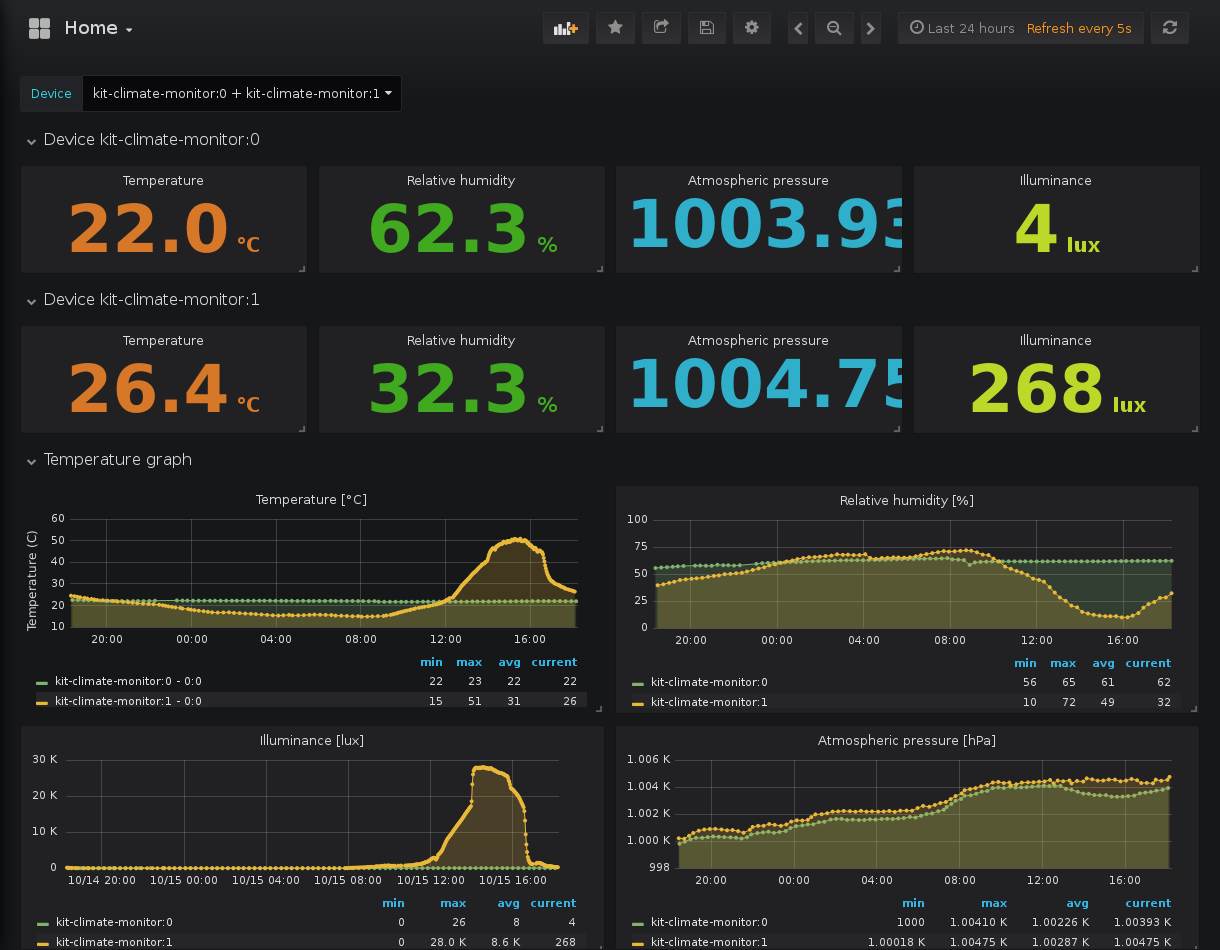 Home
Last 24 hours Refresh every 5s
Device kit-climate-monitor:0 + kit-climate-monitor:1
Device kit-climate-monitor:0
Temperature Relative humidity Atmospheric pressure Illuminance
22.0 °C 62.3 % 1003.93 4 lux
Device kit-climate-monitor:1
Temperature Relative humidity Atmospheric pressure Illuminance
26.4 °C 32.3 % 1004.75 268 lux
Temperature graph
Temperature [°C]
Temperature (C)
60
50
40
30
20
10
20:00 00:00 04:00 08:00 12:00 16:00
min max avg current
kit-climate-monitor:0 - 0:0 22 23 22 22
kit-climate-monitor:1 - 0:0 15 51 31 26
Relative humidity [%]
100
75
50
25
0
20:00 00:00 04:00 08:00 12:00 16:00
min max avg current
kit-climate-monitor:0 56 65 61 62
kit-climate-monitor:1 10 72 49 32
Illuminance [lux]
30 K
20 K
10 K
0
10/14 20:00 10/15 00:00 10/15 04:00 10/15 08:00 10/15 12:00 10/15 16:00
min max avg current
kit-climate-monitor:0 0 26 8 4
kit-climate-monitor:1 0 28.0 K 8.6 K 268
Atmospheric pressure [hPa]
1.006 K
1.004 K
1.002 K
1.000 K
998
20:00 00:00 04:00 08:00 12:00 16:00
min max avg current
kit-climate-monitor:0 1000 1.00410 K 1.00226 K 1.00393 K
kit-climate-monitor:1 1.00018 K 1.00475 K 1.00287 K 1.00475 K